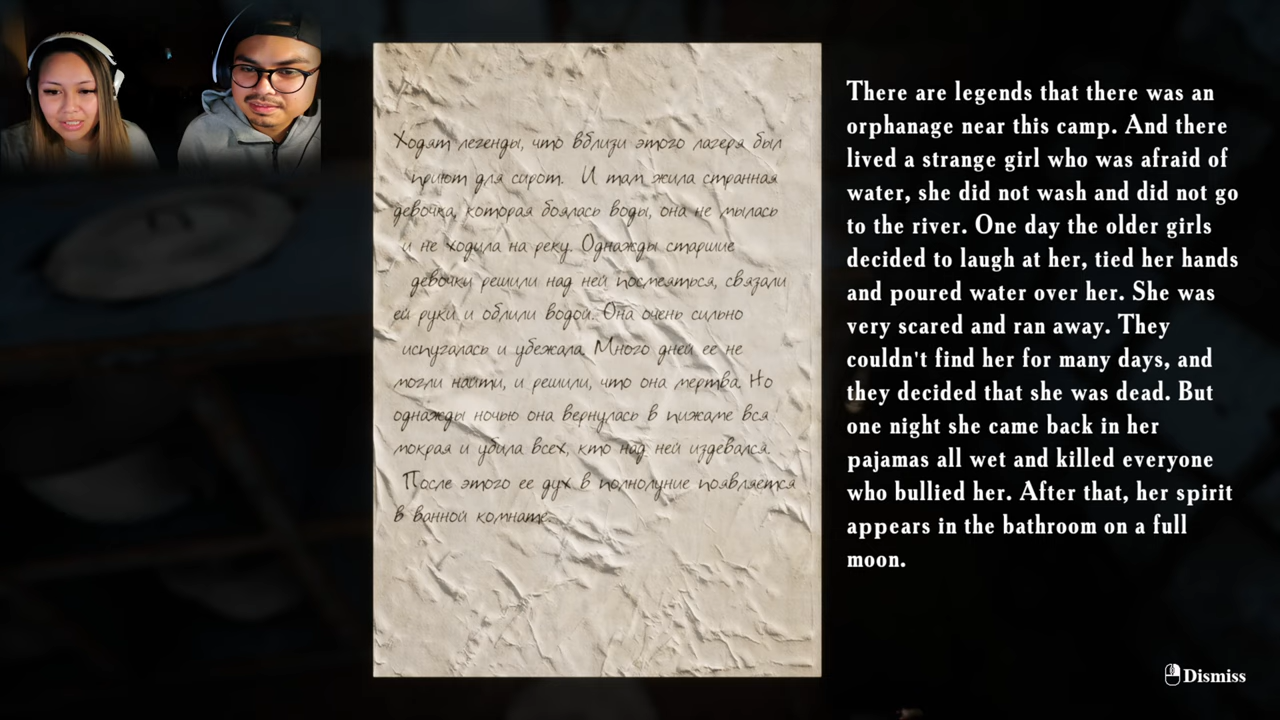 Ходят легенды, что вблизи этого лагеря был
приют для сирот. И там жила странная
девочка, которая боялась воды, она не мылась
и не ходила на реку. Однажды старшие
девочки решили над ней посмеяться, связали
ей руки и облили водой. Она очень сильно
испугалась и убежала. Много дней ее не
могли найти, и решили, что она мертва. Но
однажды ночью она вернулась в пижаме вся
мокрая и убила всех, кто над ней издевался.
После этого ее дух в полнолуние появляется
в ванной комнате.
There are legends that there was an
orphanage near this camp. And there
lived a strange girl who was afraid of
water, she did not wash and did not go
to the river. One day the older girls
decided to laugh at her, tied her hands
and poured water over her. She was
very scared and ran away. They
couldn't find her for many days, and
they decided that she was dead. But
one night she came back in her
pajamas all wet and killed everyone
who bullied her. After that, her spirit
appears in the bathroom on a full
moon.
Dismiss